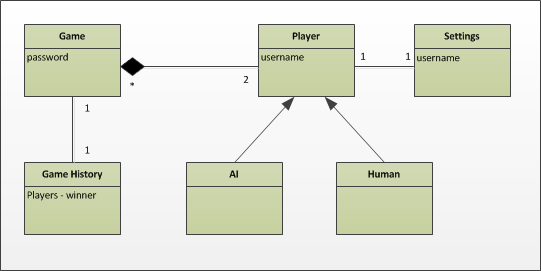 Game
password
*
2
Player
username
1
1
Settings
username
1
1
Game History
Players - winner
AI
Human